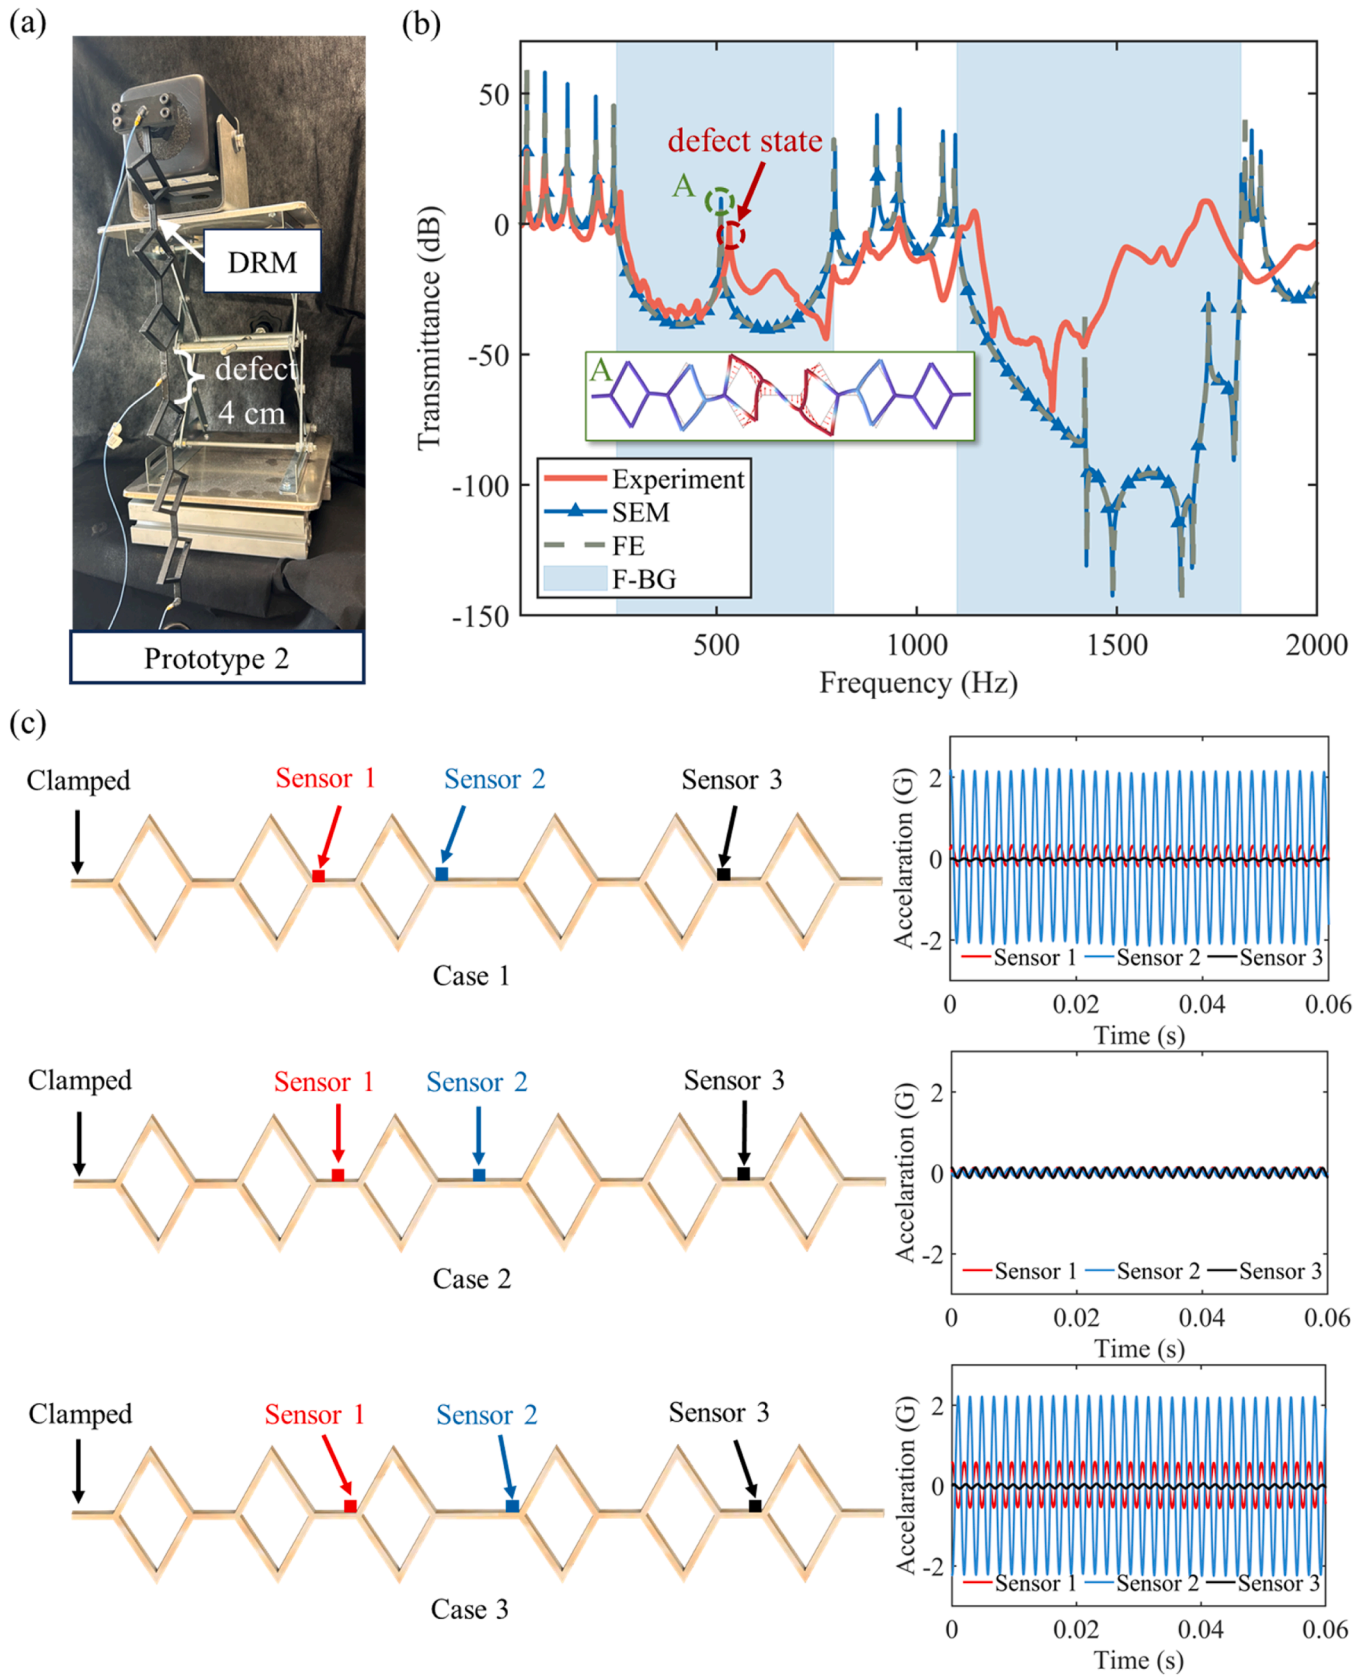 (a)
DRM
defect
4 cm
Prototype 2
(b)
50
0
-50
-100
-150
Transmittance (dB)
defect state
A
A
Experiment
SEM
FE
F-BG
500
1000
1500
2000
Frequency (Hz)
(c)
Clamped
Sensor 1
Sensor 2
Sensor 3
Case 1
2
0
-2
Accelaration (G)
Sensor 1
Sensor 2
Sensor 3
0
0.02
0.04
0.06
Time (s)
Clamped
Sensor 1
Sensor 2
Sensor 3
Case 2
2
0
-2
Accelaration (G)
Sensor 1
Sensor 2
Sensor 3
0
0.02
0.04
0.06
Time (s)
Clamped
Sensor 1
Sensor 2
Sensor 3
Case 3
2
0
-2
Accelaration (G)
Sensor 1
Sensor 2
Sensor 3
0
0.02
0.04
0.06
Time (s)